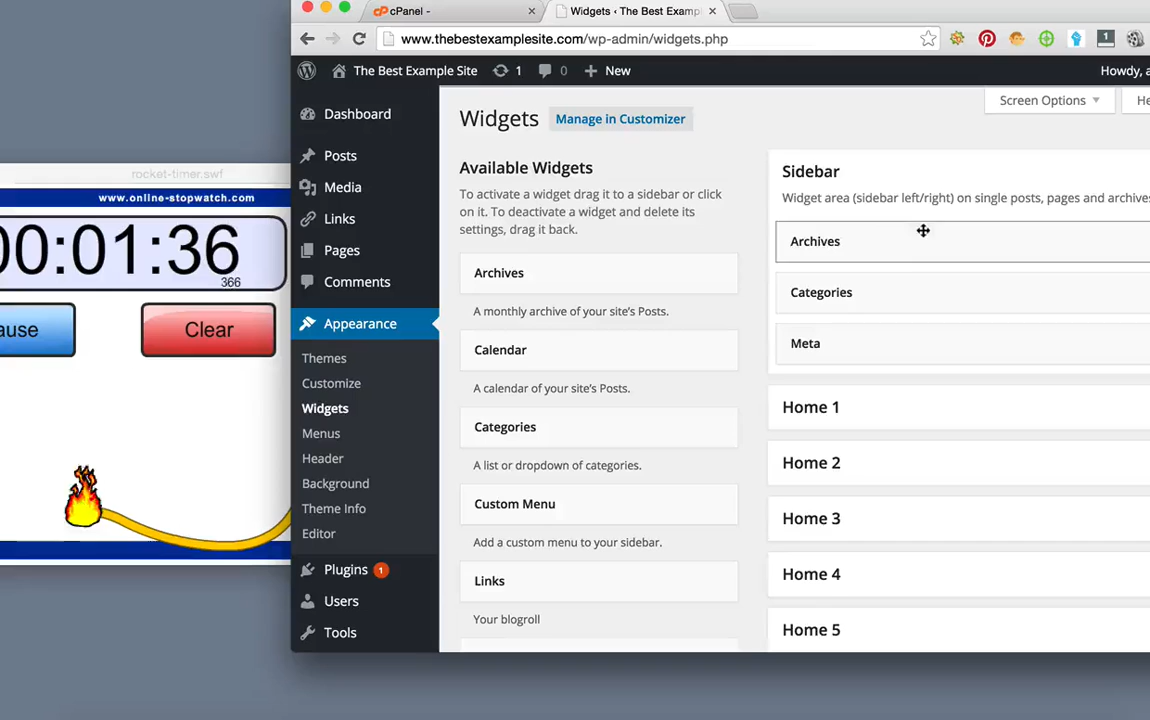 cPanel -
Widgets ‹ The Best Exampl
www.thebestexamplesite.com/wp-admin/widgets.php
1
The Best Example Site
1
0
New
Howdy, a
Dashboard
Posts
Media
Links
Pages
Comments
Appearance
Themes
Customize
Widgets
Menus
Header
Background
Theme Info
Editor
Plugins 1
Users
Tools
rocket-timer.swf
www.online-stopwatch.com
00:01:36
366
ause
Clear
Screen Options
He
Widgets
Manage in Customizer
Available Widgets
To activate a widget drag it to a sidebar or click
on it. To deactivate a widget and delete its
settings, drag it back.
Archives
A monthly archive of your site's Posts.
Calendar
A calendar of your site's Posts.
Categories
A list or dropdown of categories.
Custom Menu
Add a custom menu to your sidebar.
Links
Your blogroll
Sidebar
Widget area (sidebar left/right) on single posts, pages and archives
Archives
Categories
Meta
Home 1
Home 2
Home 3
Home 4
Home 5